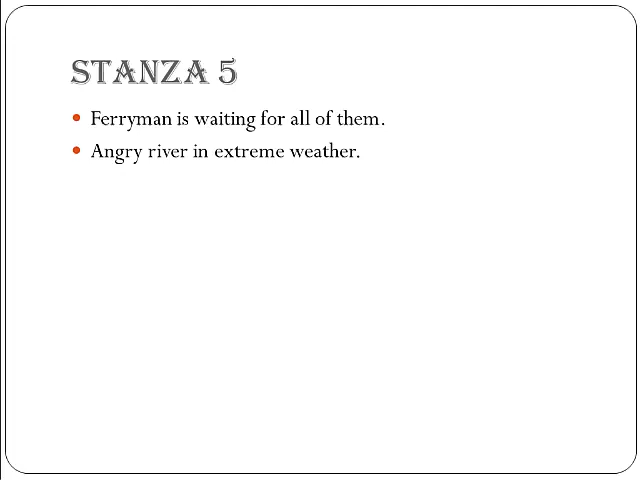 STANZA 5
Ferryman is waiting for all of them.
Angry river in extreme weather.